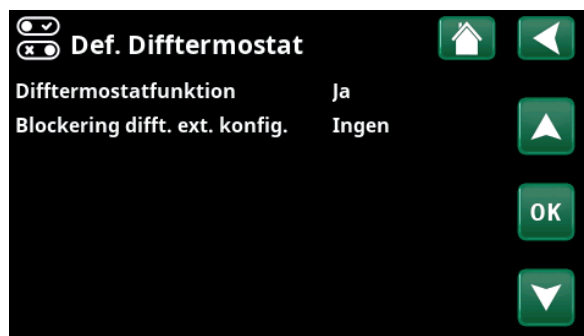 Def. Difftermostat
Difftermostatfunktion Ja
Blockering difft. ext. konfig. Ingen
OK